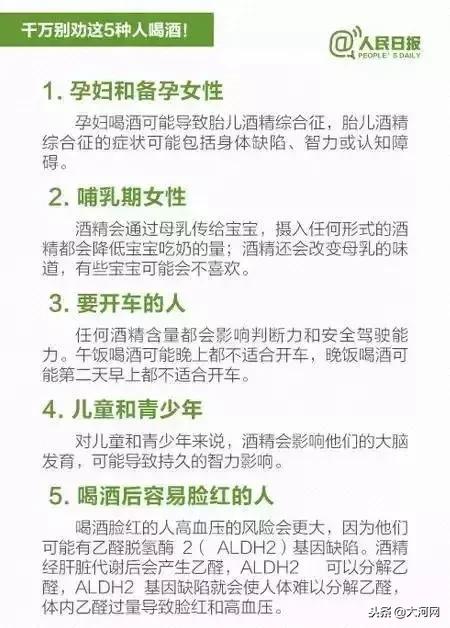 千万别劝这5种人喝酒！
@人民日报
PEOPLE'S DAILY
1. 孕妇和备孕女性
孕妇喝酒可能导致胎儿酒精综合征，胎儿酒精
综合征的症状可能包括身体缺陷、智力或认知障
碍。
2. 哺乳期女性
酒精会通过母乳传给宝宝，摄入任何形式的酒
精都会降低宝宝吃奶的量；酒精还会改变母乳的味
道，有些宝宝可能会不喜欢。
3. 要开车的人
任何酒精含量都会影响判断力和安全驾驶能
力。午饭喝酒可能晚上都不适合开车，晚饭喝酒可
能第二天早上都不适合开车。
4. 儿童和青少年
对儿童和青少年来说，酒精会影响他们的大脑
发育，可能导致持久的智力影响。
5. 喝酒后容易脸红的人
喝酒脸红的人高血压的风险会更大，因为他们
可能有乙醛脱氢酶 2（ ALDH2）基因缺陷。酒精
经肝脏代谢后会产生乙醛，ALDH2 可以分解乙
醛，ALDH2 基因缺陷就会使人体难以分解乙醛，
体内乙醛过量导致脸红和高血压。
头条@大河网